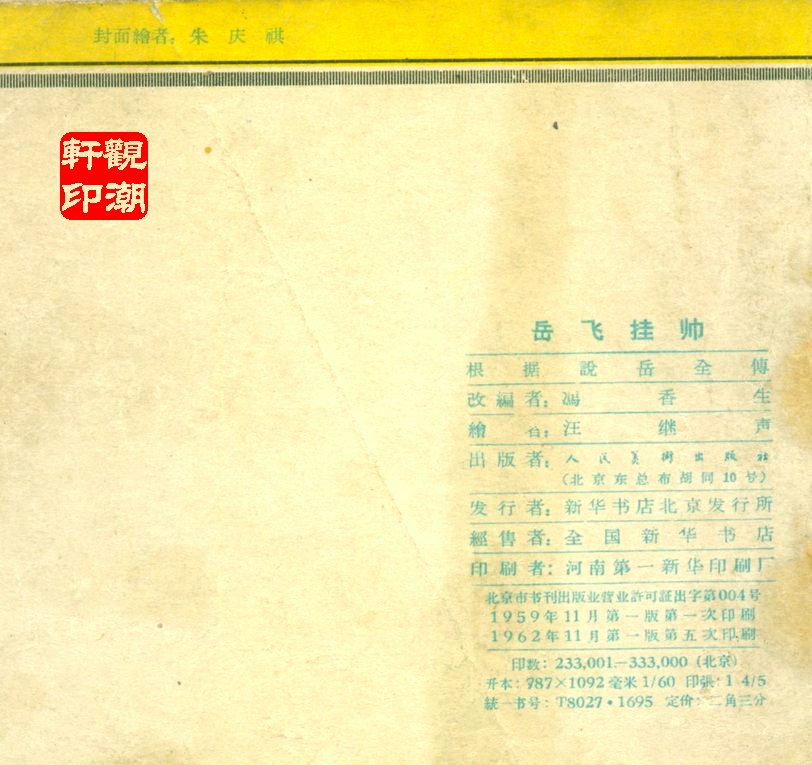 封面繪者：朱庆祺
觀潮
軒印
岳飞挂帅
根据說岳全傳
改編者：馮香生
繪者：汪继声
出版者：人民美術出版社
（北京东总布胡同10号）
发行者：新华书店北京发行所
經售者：全国新华书店
印刷者：河南第一新华印刷厂
北京市书刊出版业营业許可証出字第004号
1959年11月第一版第一次印刷
1962年11月第一版第五次印刷
印数：233,001—333,000（北京）
开本：787×1092毫米1/60 印張：1 4/5
統一书号：T8027·1695 定价：二角三分